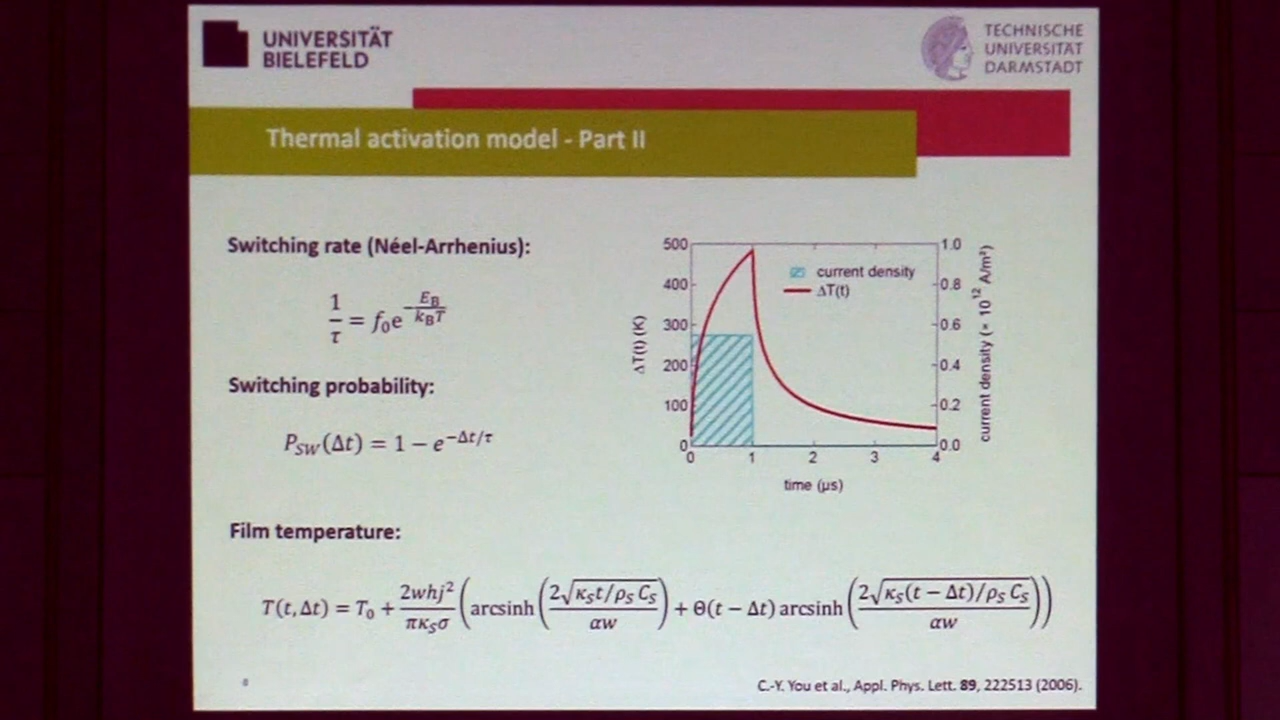 UNIVERSITÄT
BIELEFELD
TECHNISCHE
UNIVERSITÄT
DARMSTADT
Thermal activation model - Part II
Switching rate (Néel-Arrhenius):
1/τ = f₀e^(−E_B/k_BT)
Switching probability:
P_SW(Δt) = 1 − e^(−Δt/τ)
500
400
300
200
100
0
ΔT(t) (K)
current density
ΔT(t)
1.0
0.8
0.6
0.4
0.2
0.0
current density (× 10¹² A/m²)
0 1 2 3 4
time (µs)
Film temperature:
T(t, Δt) = T₀ + 2whj²/πκ_Sσ (arcsinh (2√(κ_St/ρ_S C_S)/αw) + Θ(t − Δt) arcsinh (2√(κ_S(t − Δt)/ρ_S C_S)/αw))
C.-Y. You et al., Appl. Phys. Lett. 89, 222513 (2006).